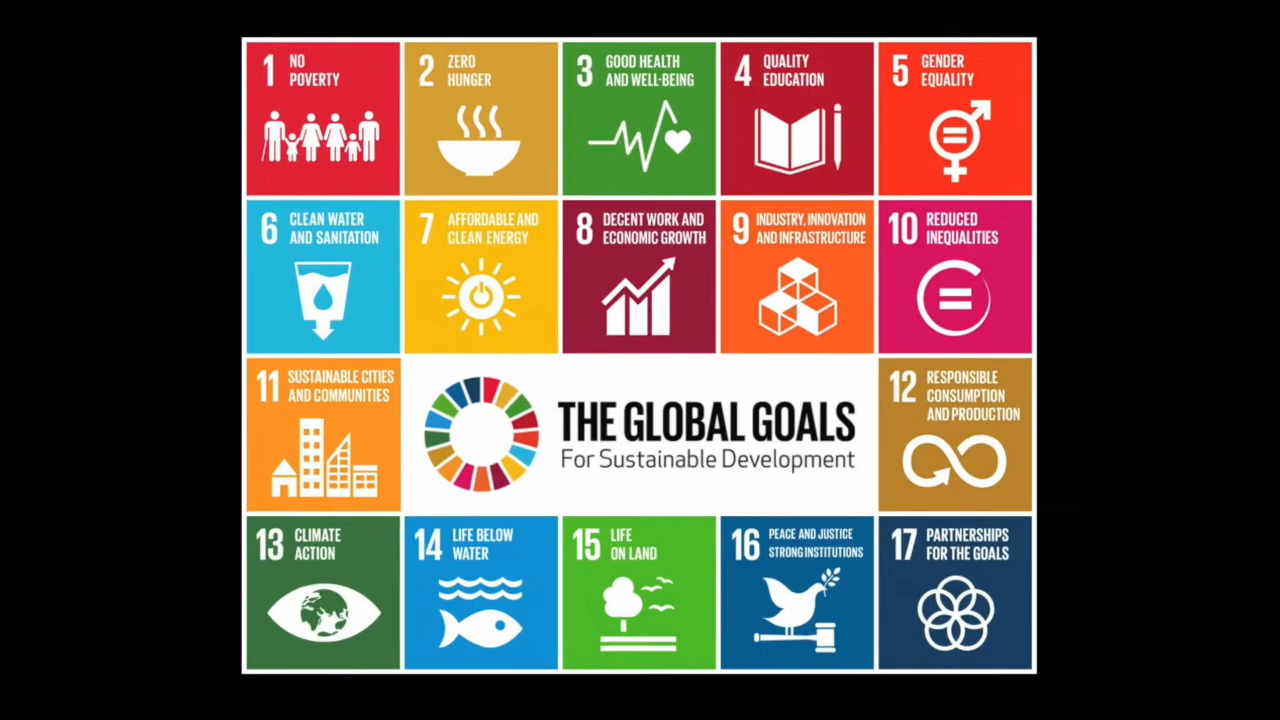 1 NO
POVERTY
2 ZERO
HUNGER
3 GOOD HEALTH
AND WELL-BEING
4 QUALITY
EDUCATION
5 GENDER
EQUALITY
6 CLEAN WATER
AND SANITATION
7 AFFORDABLE AND
CLEAN ENERGY
8 DECENT WORK AND
ECONOMIC GROWTH
9 INDUSTRY, INNOVATION
AND INFRASTRUCTURE
10 REDUCED
INEQUALITIES
11 SUSTAINABLE CITIES
AND COMMUNITIES
THE GLOBAL GOALS
For Sustainable Development
12 RESPONSIBLE
CONSUMPTION
AND PRODUCTION
13 CLIMATE
ACTION
14 LIFE BELOW
WATER
15 LIFE
ON LAND
16 PEACE AND JUSTICE
STRONG INSTITUTIONS
17 PARTNERSHIPS
FOR THE GOALS